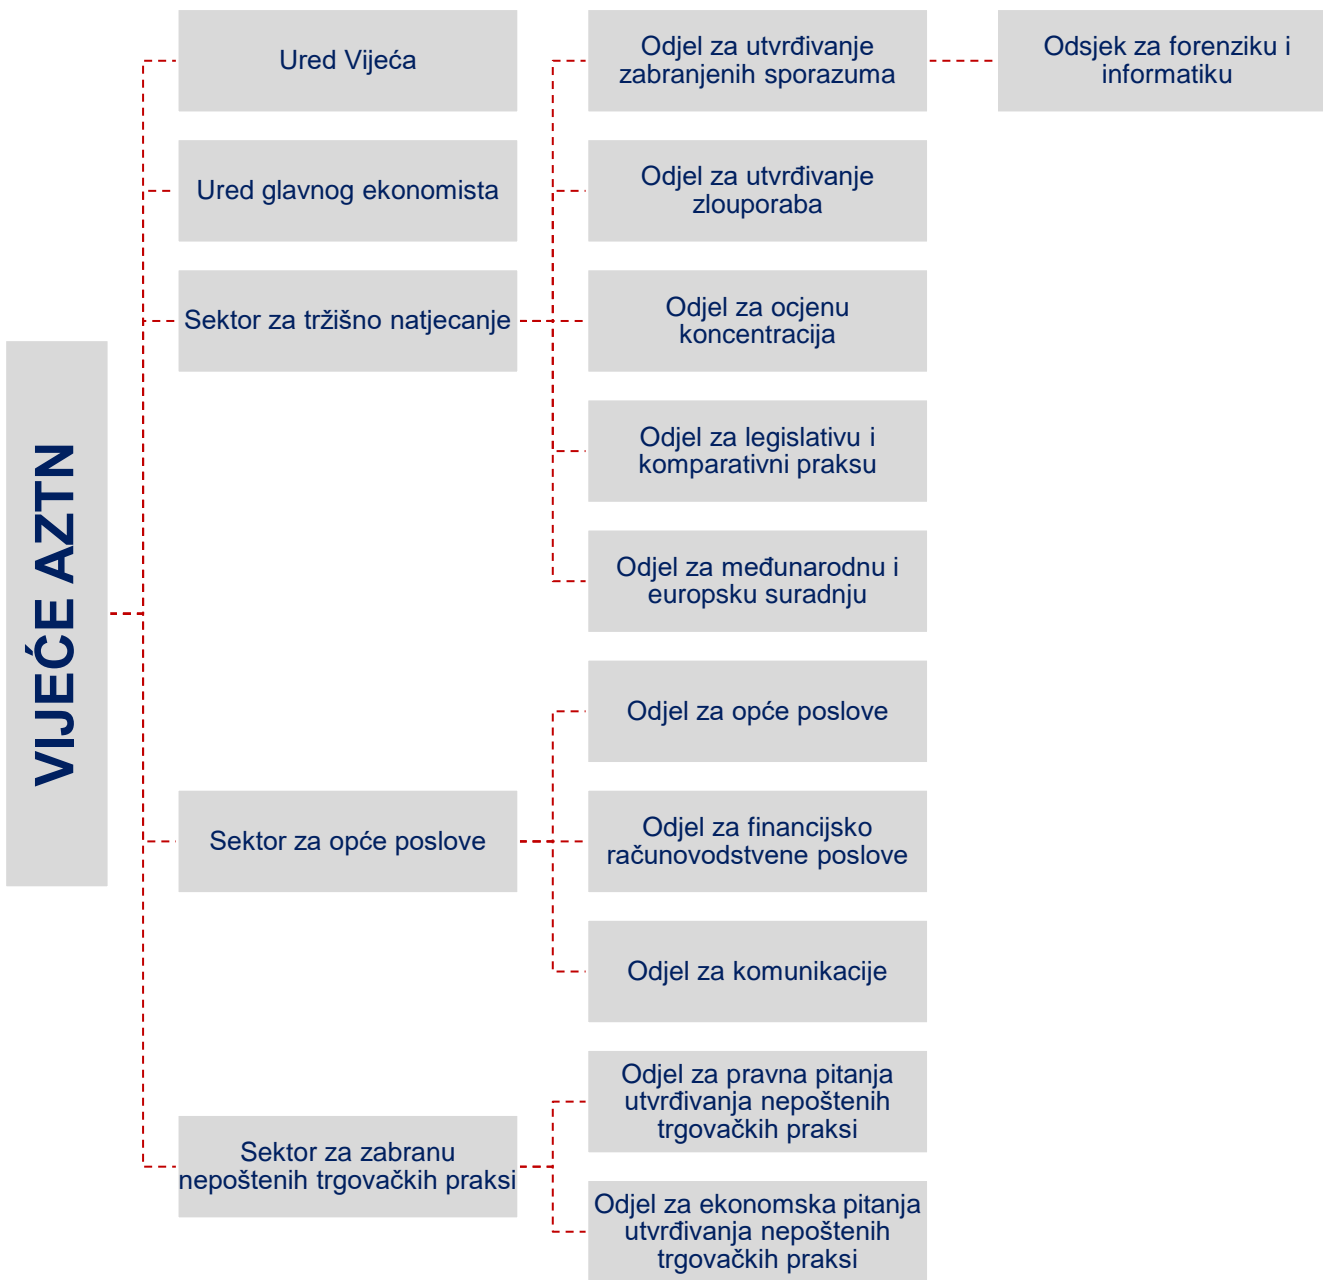 VIJEĆE AZTN
Ured Vijeća
Ured glavnog ekonomista
Sektor za tržišno natjecanje
Odjel za utvrđivanje
zabranjenih sporazuma
Odsjek za forenziku i
informatiku
Odjel za utvrđivanje
zlouporaba
Odjel za ocjenu
koncentracija
Odjel za legislativu i
komparativni praksu
Odjel za međunarodnu i
europsku suradnju
Sektor za opće poslove
Odjel za opće poslove
Odjel za financijsko
računovodstvene poslove
Odjel za komunikacije
Sektor za zabranu
nepoštenih trgovačkih praksi
Odjel za pravna pitanja
utvrđivanja nepoštenih
trgovačkih praksi
Odjel za ekonomska pitanja
utvrđivanja nepoštenih
trgovačkih praksi